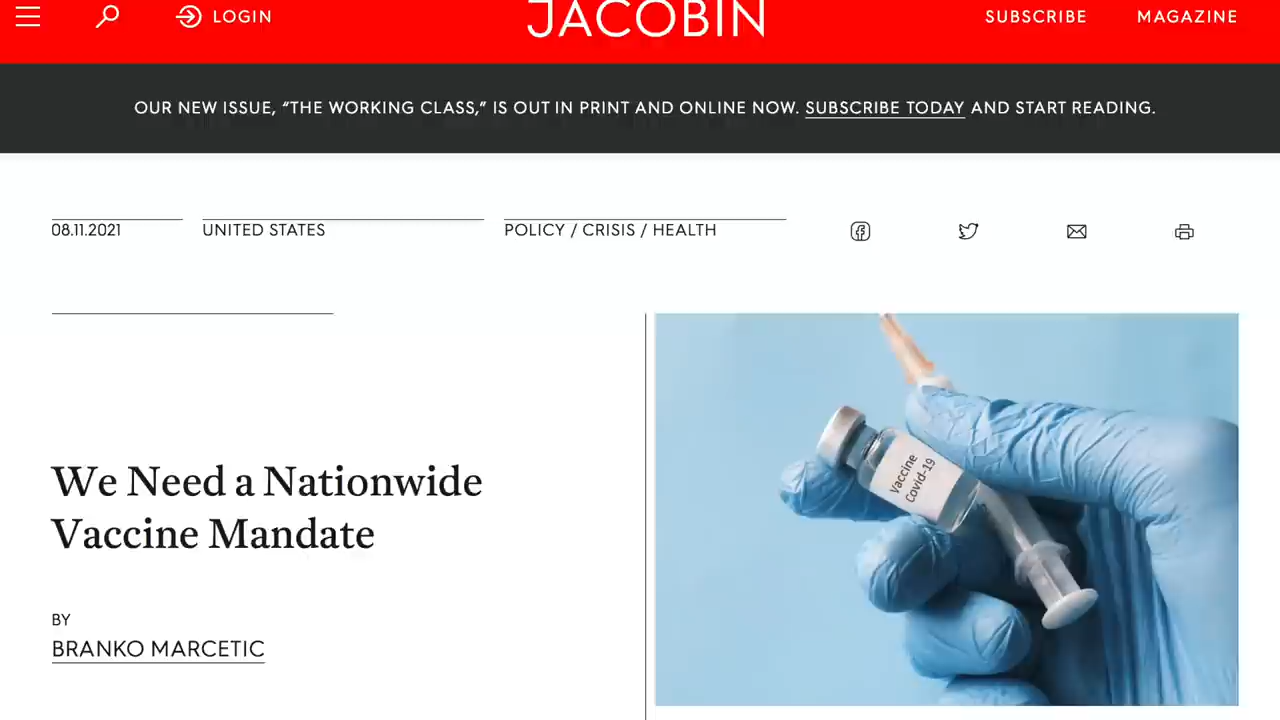 LOGIN
JACOBIN
SUBSCRIBE
MAGAZINE
OUR NEW ISSUE, “THE WORKING CLASS,” IS OUT IN PRINT AND ONLINE NOW. SUBSCRIBE TODAY AND START READING.
08.11.2021
UNITED STATES
POLICY / CRISIS / HEALTH
We Need a Nationwide
Vaccine Mandate
BY
BRANKO MARCETIC
Vaccine
Covid-19